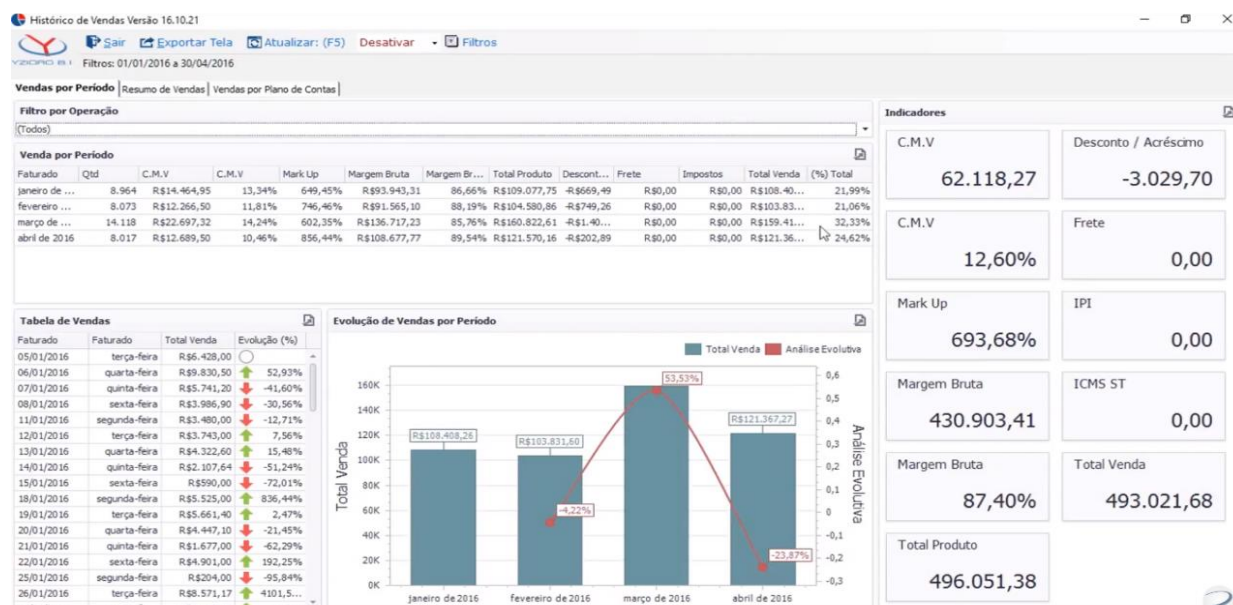 Histórico de Vendas Versão 16.10.21
Sair Exportar Tela Atualizar: (F5) Desativar Filtros
YZIDRO B.I Filtros: 01/01/2016 a 30/04/2016
Vendas por Período Resumo de Vendas Vendas por Plano de Contas
Filtro por Operação
(Todos)
Venda por Período
Faturado Qtd C.M.V C.M.V Mark Up Margem Bruta Margem Br... Total Produto Descont... Frete Impostos Total Venda (%) Total
janeiro de ... 8.964 R$14.464,95 13,34% 649,45% R$93.943,31 86,66% R$109.077,75 -R$669,49 R$0,00 R$0,00 R$108.40... 21,99%
fevereiro ... 8.073 R$12.266,50 11,81% 746,46% R$91.565,10 88,19% R$104.580,86 -R$749,26 R$0,00 R$0,00 R$103.83... 21,06%
março de ... 14.118 R$22.697,32 14,24% 602,35% R$136.717,23 85,76% R$160.822,61 -R$1.40... R$0,00 R$0,00 R$159.41... 32,33%
abril de 2016 8.017 R$12.689,50 10,46% 856,44% R$108.677,77 89,54% R$121.570,16 -R$202,89 R$0,00 R$0,00 R$121.36... 24,62%
Tabela de Vendas
Faturado Faturado Total Venda Evolução (%)
05/01/2016 terça-feira R$6.428,00
06/01/2016 quarta-feira R$9.830,50 52,93%
07/01/2016 quinta-feira R$5.741,20 -41,60%
08/01/2016 sexta-feira R$3.986,90 -30,56%
11/01/2016 segunda-feira R$3.480,00 -12,71%
12/01/2016 terça-feira R$3.743,00 7,56%
13/01/2016 quarta-feira R$4.322,60 15,48%
14/01/2016 quinta-feira R$2.107,64 -51,24%
15/01/2016 sexta-feira R$590,00 -72,01%
18/01/2016 segunda-feira R$5.525,00 836,44%
19/01/2016 terça-feira R$5.661,40 2,47%
20/01/2016 quarta-feira R$4.447,10 -21,45%
21/01/2016 quinta-feira R$1.677,00 -62,29%
22/01/2016 sexta-feira R$4.901,00 192,25%
25/01/2016 segunda-feira R$204,00 -95,84%
26/01/2016 terça-feira R$8.571,17 4101,5...
Evolução de Vendas por Período
Total Venda Análise Evolutiva
160K
140K
120K
100K
80K
60K
40K
20K
0K
Total Venda
R$108.408,26
R$103.831,60
-4,22%
53,53%
R$121.367,27
-23,87%
0,6
0,5
0,4
0,3
0,2
0,1
0
-0,1
-0,2
-0,3
Análise Evolutiva
janeiro de 2016 fevereiro de 2016 março de 2016 abril de 2016
Indicadores
C.M.V
62.118,27
Desconto / Acréscimo
-3.029,70
C.M.V
12,60%
Frete
0,00
Mark Up
693,68%
IPI
0,00
Margem Bruta
430.903,41
ICMS ST
0,00
Margem Bruta
87,40%
Total Venda
493.021,68
Total Produto
496.051,38